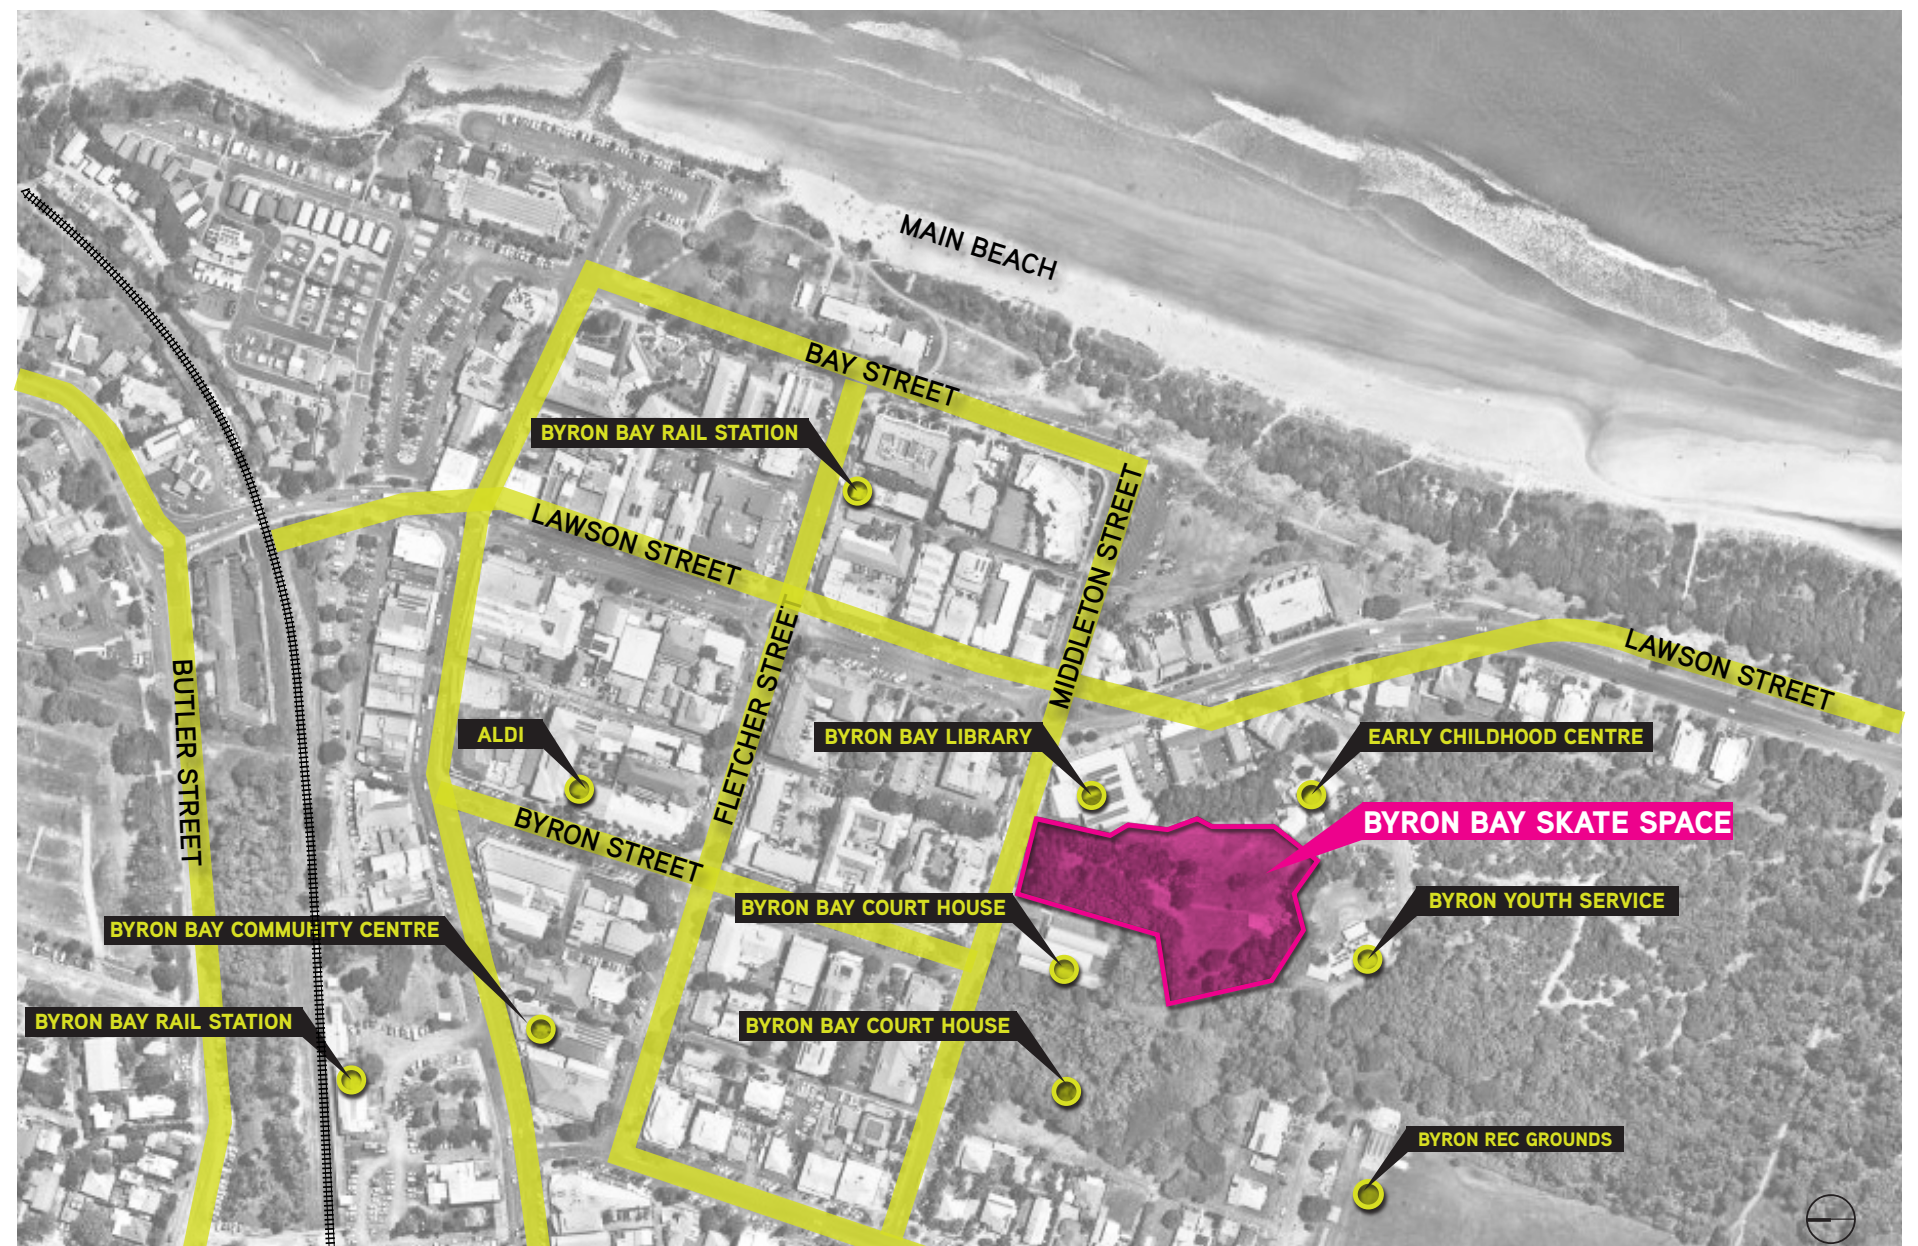 MAIN BEACH
BAY STREET
BYRON BAY RAIL STATION
MIDDLETON STREET
LAWSON STREET
LAWSON STREET
FLETCHER STREET
BUTLER STREET
ALDI
BYRON BAY LIBRARY
EARLY CHILDHOOD CENTRE
BYRON STREET
BYRON BAY SKATE SPACE
BYRON BAY COURT HOUSE
BYRON YOUTH SERVICE
BYRON BAY COMMUNITY CENTRE
BYRON BAY RAIL STATION
BYRON BAY COURT HOUSE
BYRON REC GROUNDS